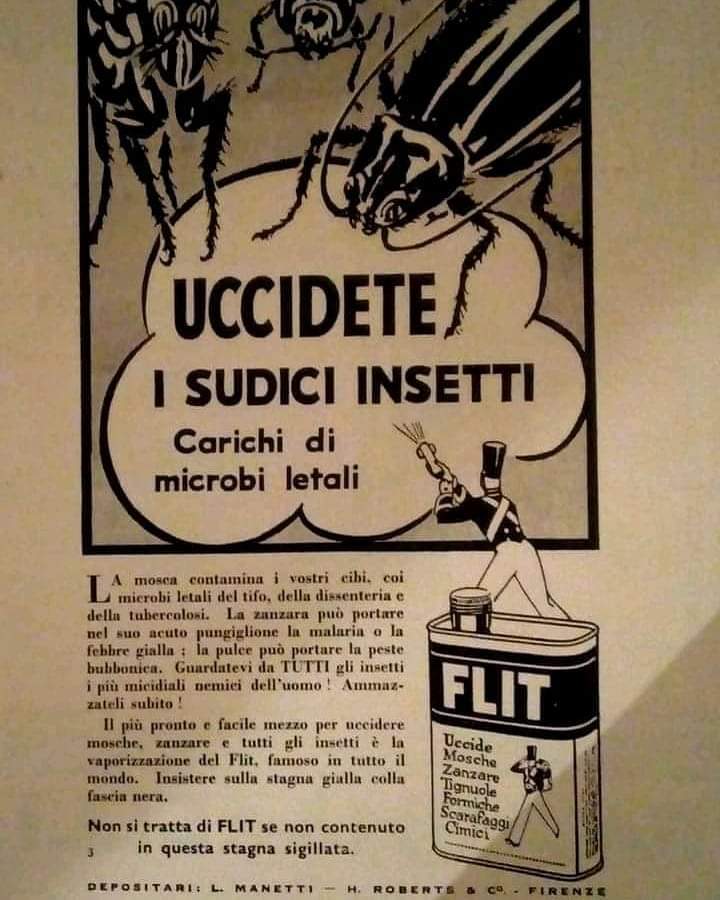 UCCIDETE
I SUDICI INSETTI
Carichi di
microbi letali
LA mosca contamina i vostri cibi, coi
microbi letali del tifo, della dissenteria e
della tubercolosi. La zanzara può portare
nel suo acuto pungiglione la malaria o la
febbre gialla ; la pulce può portare la peste
bubbonica. Guardatevi da TUTTI gli insetti
i più micidiali nemici dell'uomo ! Ammaz-
zateli subito !
Il più pronto e facile mezzo per uccidere
mosche, zanzare e tutti gli insetti è la
vaporizzazione del Flit, famoso in tutto il
mondo. Insistere sulla stagna gialla colla
fascia nera.
Non si tratta di FLIT se non contenuto
in questa stagna sigillata.
3
FLIT
Uccide
Mosche
Zanzare
Tignuole
Formiche
Scarafaggi
Cimici
DEPOSITARI: L. MANETTI — H. ROBERTS & Cº. - FIRENZE